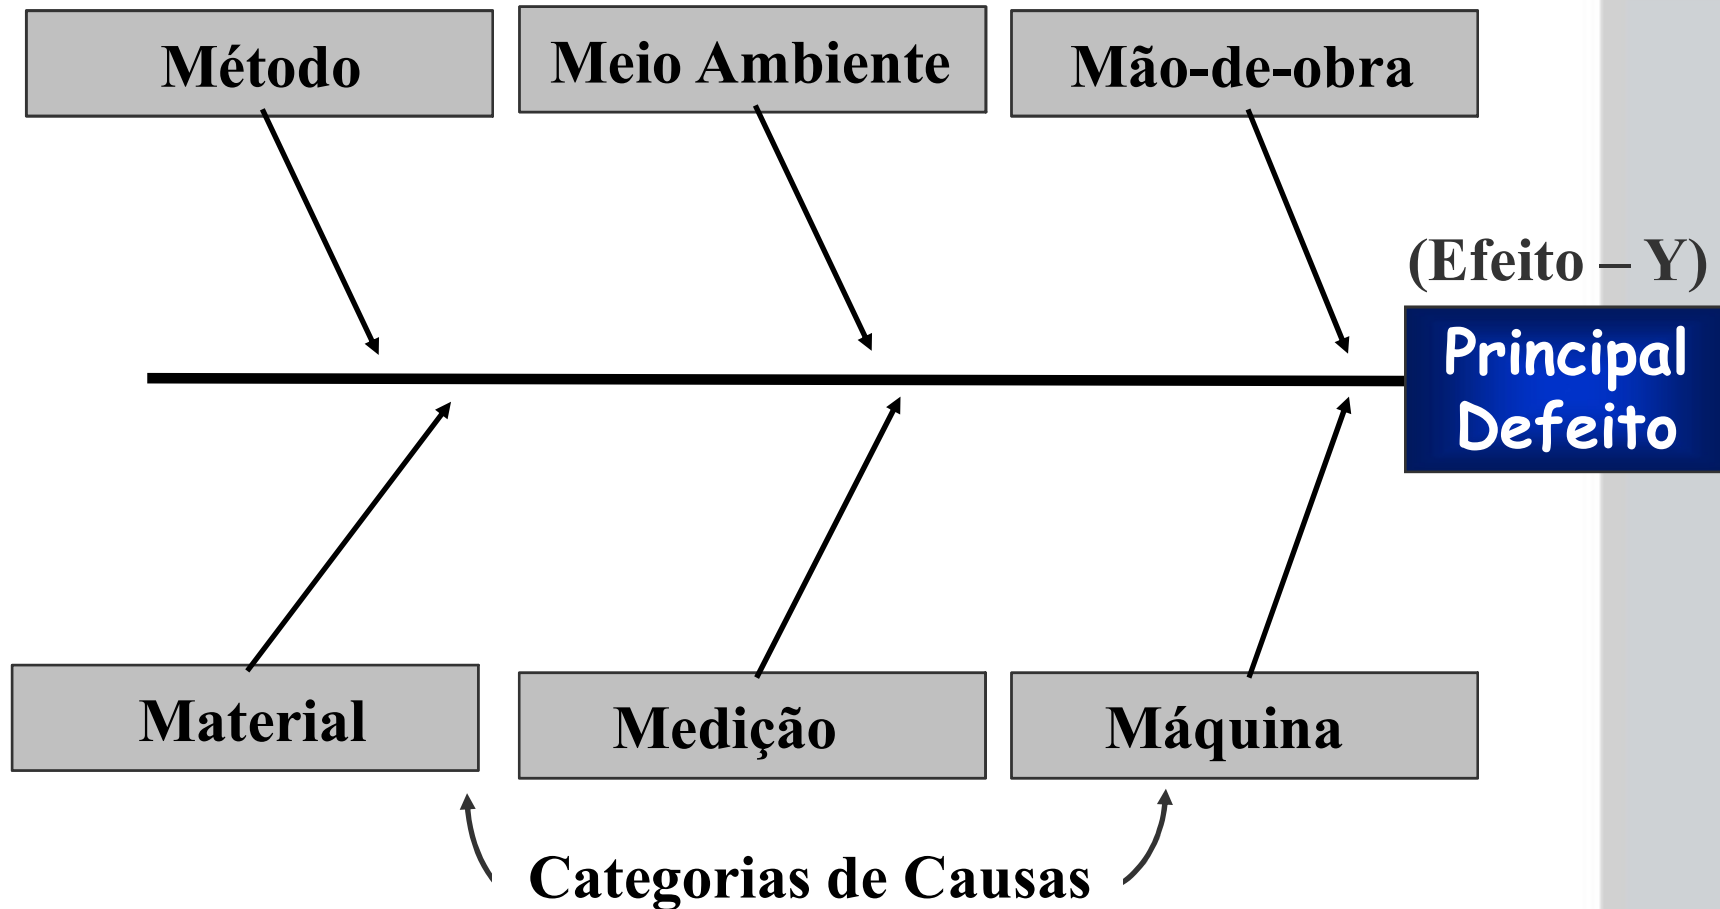 Método
Meio Ambiente
Mão-de-obra
(Efeito – Y)
Principal
Defeito
Material
Medição
Máquina
Categorias de Causas